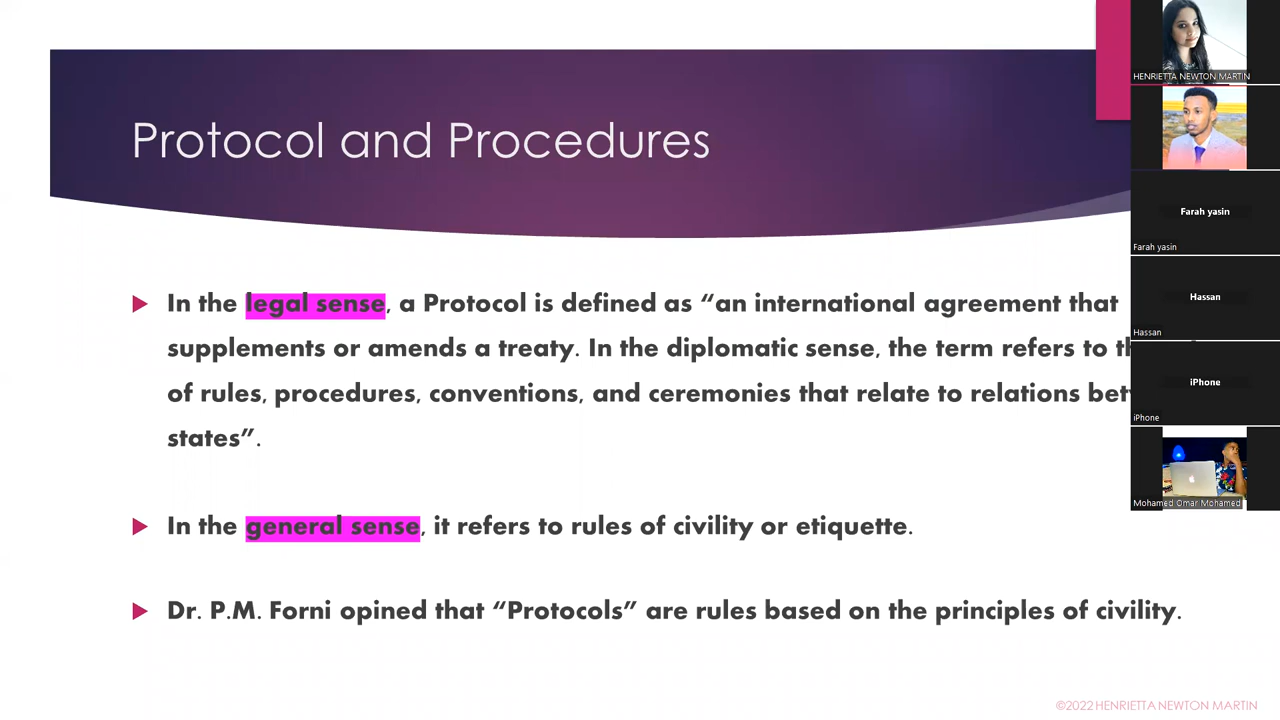 Protocol and Procedures
In the legal sense, a Protocol is defined as “an international agreement that
supplements or amends a treaty. In the diplomatic sense, the term refers to
of rules, procedures, conventions, and ceremonies that relate to relations
states”.
In the general sense, it refers to rules of civility or etiquette.
Dr. P.M. Forni opined that “Protocols” are rules based on the principles of civility.
©2022 HENRIETTA NEWTON MARTIN
HENRIETTA NEWTON MARTIN
Farah yasin
Farah yasin
Hassan
Hassan
iPhone
iPhone
Mohamed Omar Mohamed